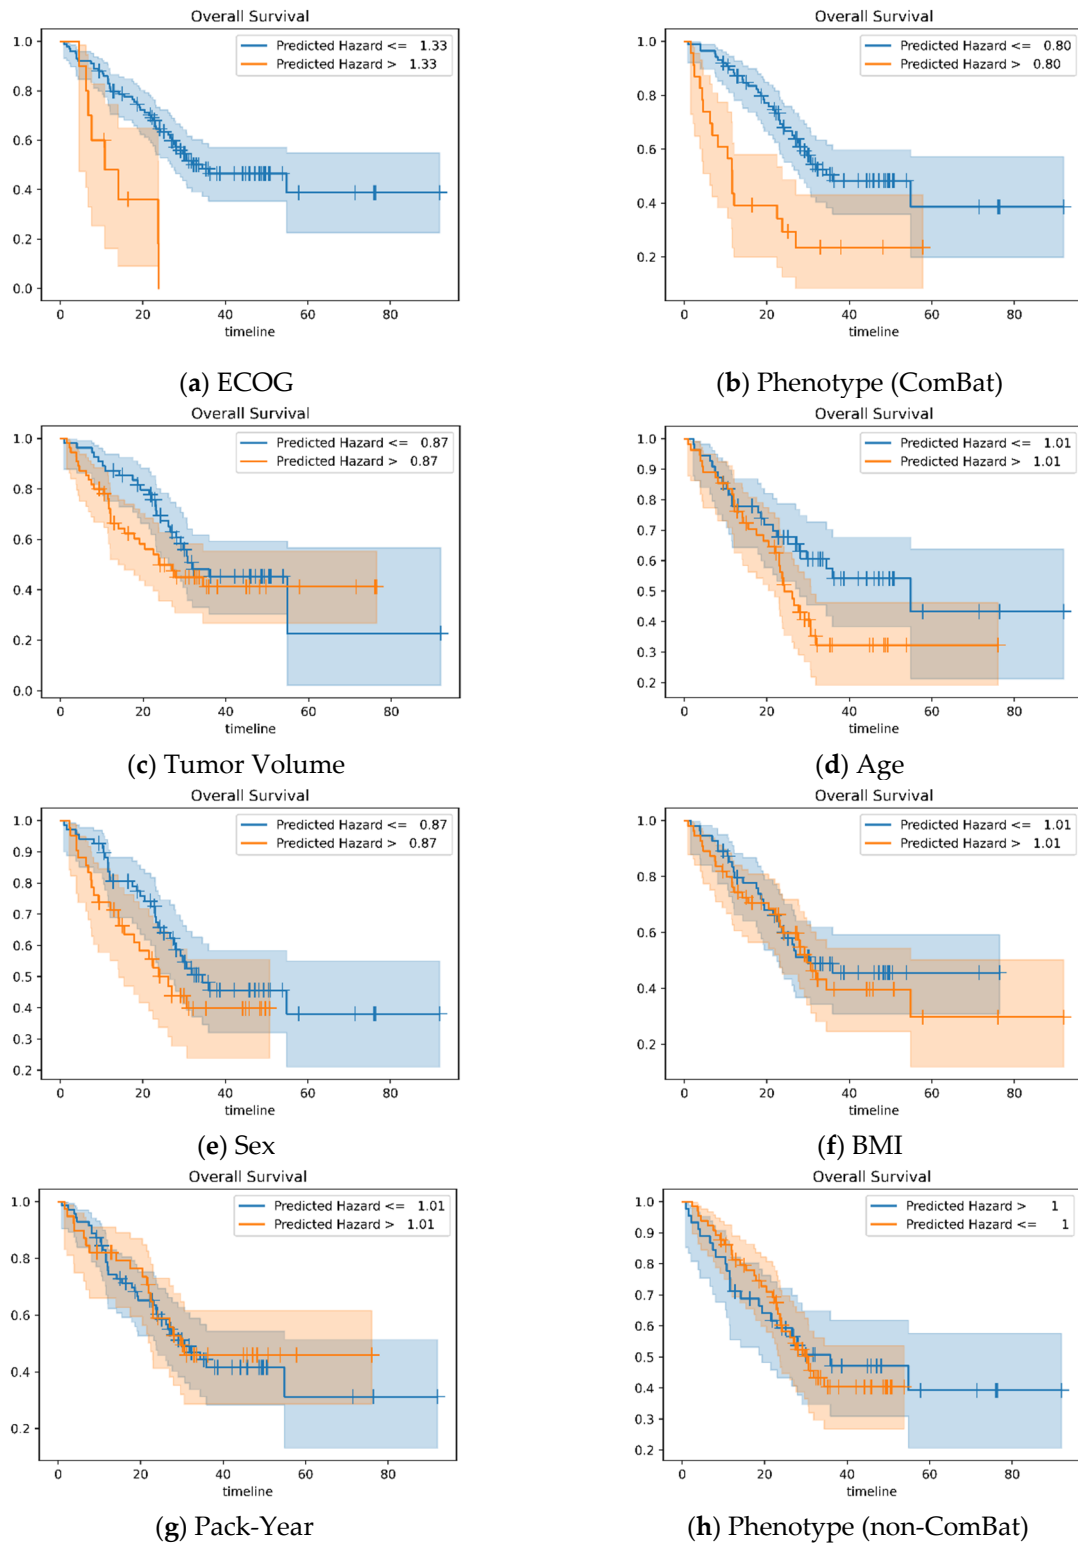 Overall Survival
Predicted Hazard <= 1.33
Predicted Hazard > 1.33
1.0
0.8
0.6
0.4
0.2
0.0
0 20 40 60 80
timeline
(a) ECOG
Overall Survival
Predicted Hazard <= 0.80
Predicted Hazard > 0.80
1.0
0.8
0.6
0.4
0.2
0 20 40 60 80
timeline
(b) Phenotype (ComBat)
Overall Survival
Predicted Hazard <= 0.87
Predicted Hazard > 0.87
1.0
0.8
0.6
0.4
0.2
0.0
0 20 40 60 80
timeline
(c) Tumor Volume
Overall Survival
Predicted Hazard <= 1.01
Predicted Hazard > 1.01
1.0
0.9
0.8
0.7
0.6
0.5
0.4
0.3
0.2
0 20 40 60 80
timeline
(d) Age
Overall Survival
Predicted Hazard <= 0.87
Predicted Hazard > 0.87
1.0
0.9
0.8
0.7
0.6
0.5
0.4
0.3
0.2
0 20 40 60 80
timeline
(e) Sex
Overall Survival
Predicted Hazard <= 1.01
Predicted Hazard > 1.01
1.0
0.8
0.6
0.4
0.2
0 20 40 60 80
timeline
(f) BMI
Overall Survival
Predicted Hazard <= 1.01
Predicted Hazard > 1.01
1.0
0.8
0.6
0.4
0.2
0 20 40 60 80
timeline
(g) Pack-Year
Overall Survival
Predicted Hazard > 1
Predicted Hazard <= 1
1.0
0.9
0.8
0.7
0.6
0.5
0.4
0.3
0.2
0 20 40 60 80
timeline
(h) Phenotype (non-ComBat)